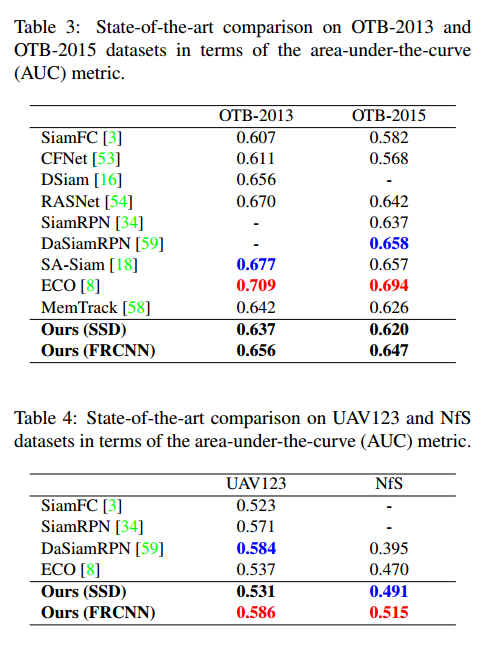 Table 3: State-of-the-art comparison on OTB-2013 and
OTB-2015 datasets in terms of the area-under-the-curve
(AUC) metric.
OTB-2013 OTB-2015
SiamFC [3] 0.607 0.582
CFNet [53] 0.611 0.568
DSiam [16] 0.656 -
RASNet [54] 0.670 0.642
SiamRPN [34] - 0.637
DaSiamRPN [59] - 0.658
SA-Siam [18] 0.677 0.657
ECO [8] 0.709 0.694
MemTrack [58] 0.642 0.626
Ours (SSD) 0.637 0.620
Ours (FRCNN) 0.656 0.647
Table 4: State-of-the-art comparison on UAV123 and NfS
datasets in terms of the area-under-the-curve (AUC) metric.
UAV123 NfS
SiamFC [3] 0.523 -
SiamRPN [34] 0.571 -
DaSiamRPN [59] 0.584 0.395
ECO [8] 0.537 0.470
Ours (SSD) 0.531 0.491
Ours (FRCNN) 0.586 0.515